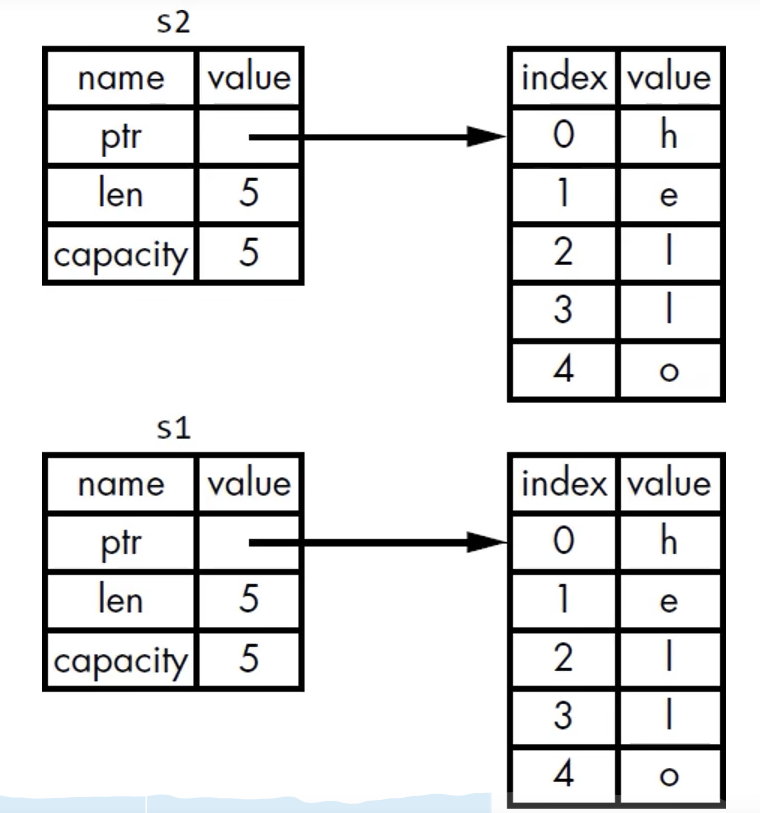 s2
name value
ptr
len 5
capacity 5
index value
0 h
1 e
2 l
3 l
4 o
s1
name value
ptr
len 5
capacity 5
index value
0 h
1 e
2 l
3 l
4 o